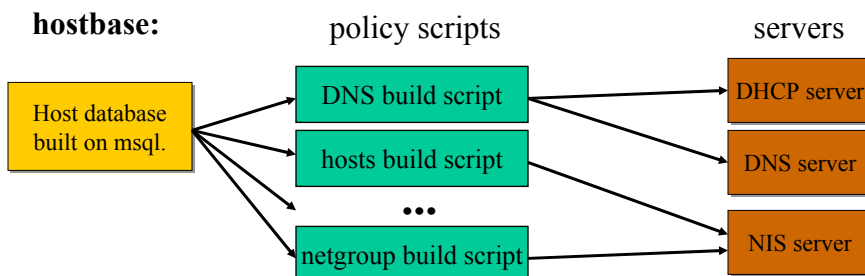 hostbase:
policy scripts
servers
Host database
built on msql.
DNS build script
hosts build script
...
netgroup build script
DHCP server
DNS server
NIS server